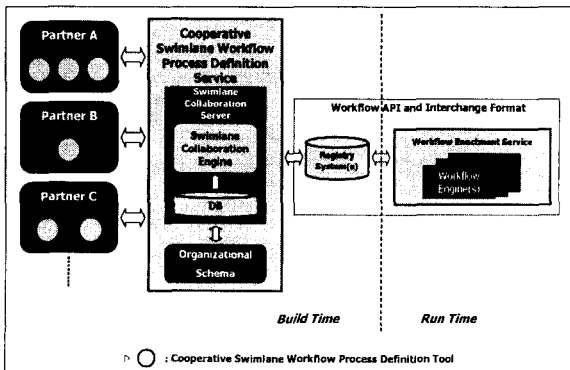 Partner A
Partner B
Partner C
Cooperative
Swimlane Workflow
Process Definition
Service
Swimlane
Collaboration
Server
Swimlane
Collaboration
Engine
DB
Organizational
Schema
Workflow API and Interchange Format
Registry
System(s)
Workflow Enactment Service
Workflow
Engine(s)
Build Time
Run Time
: Cooperative Swimlane Workflow Process Definition Tool